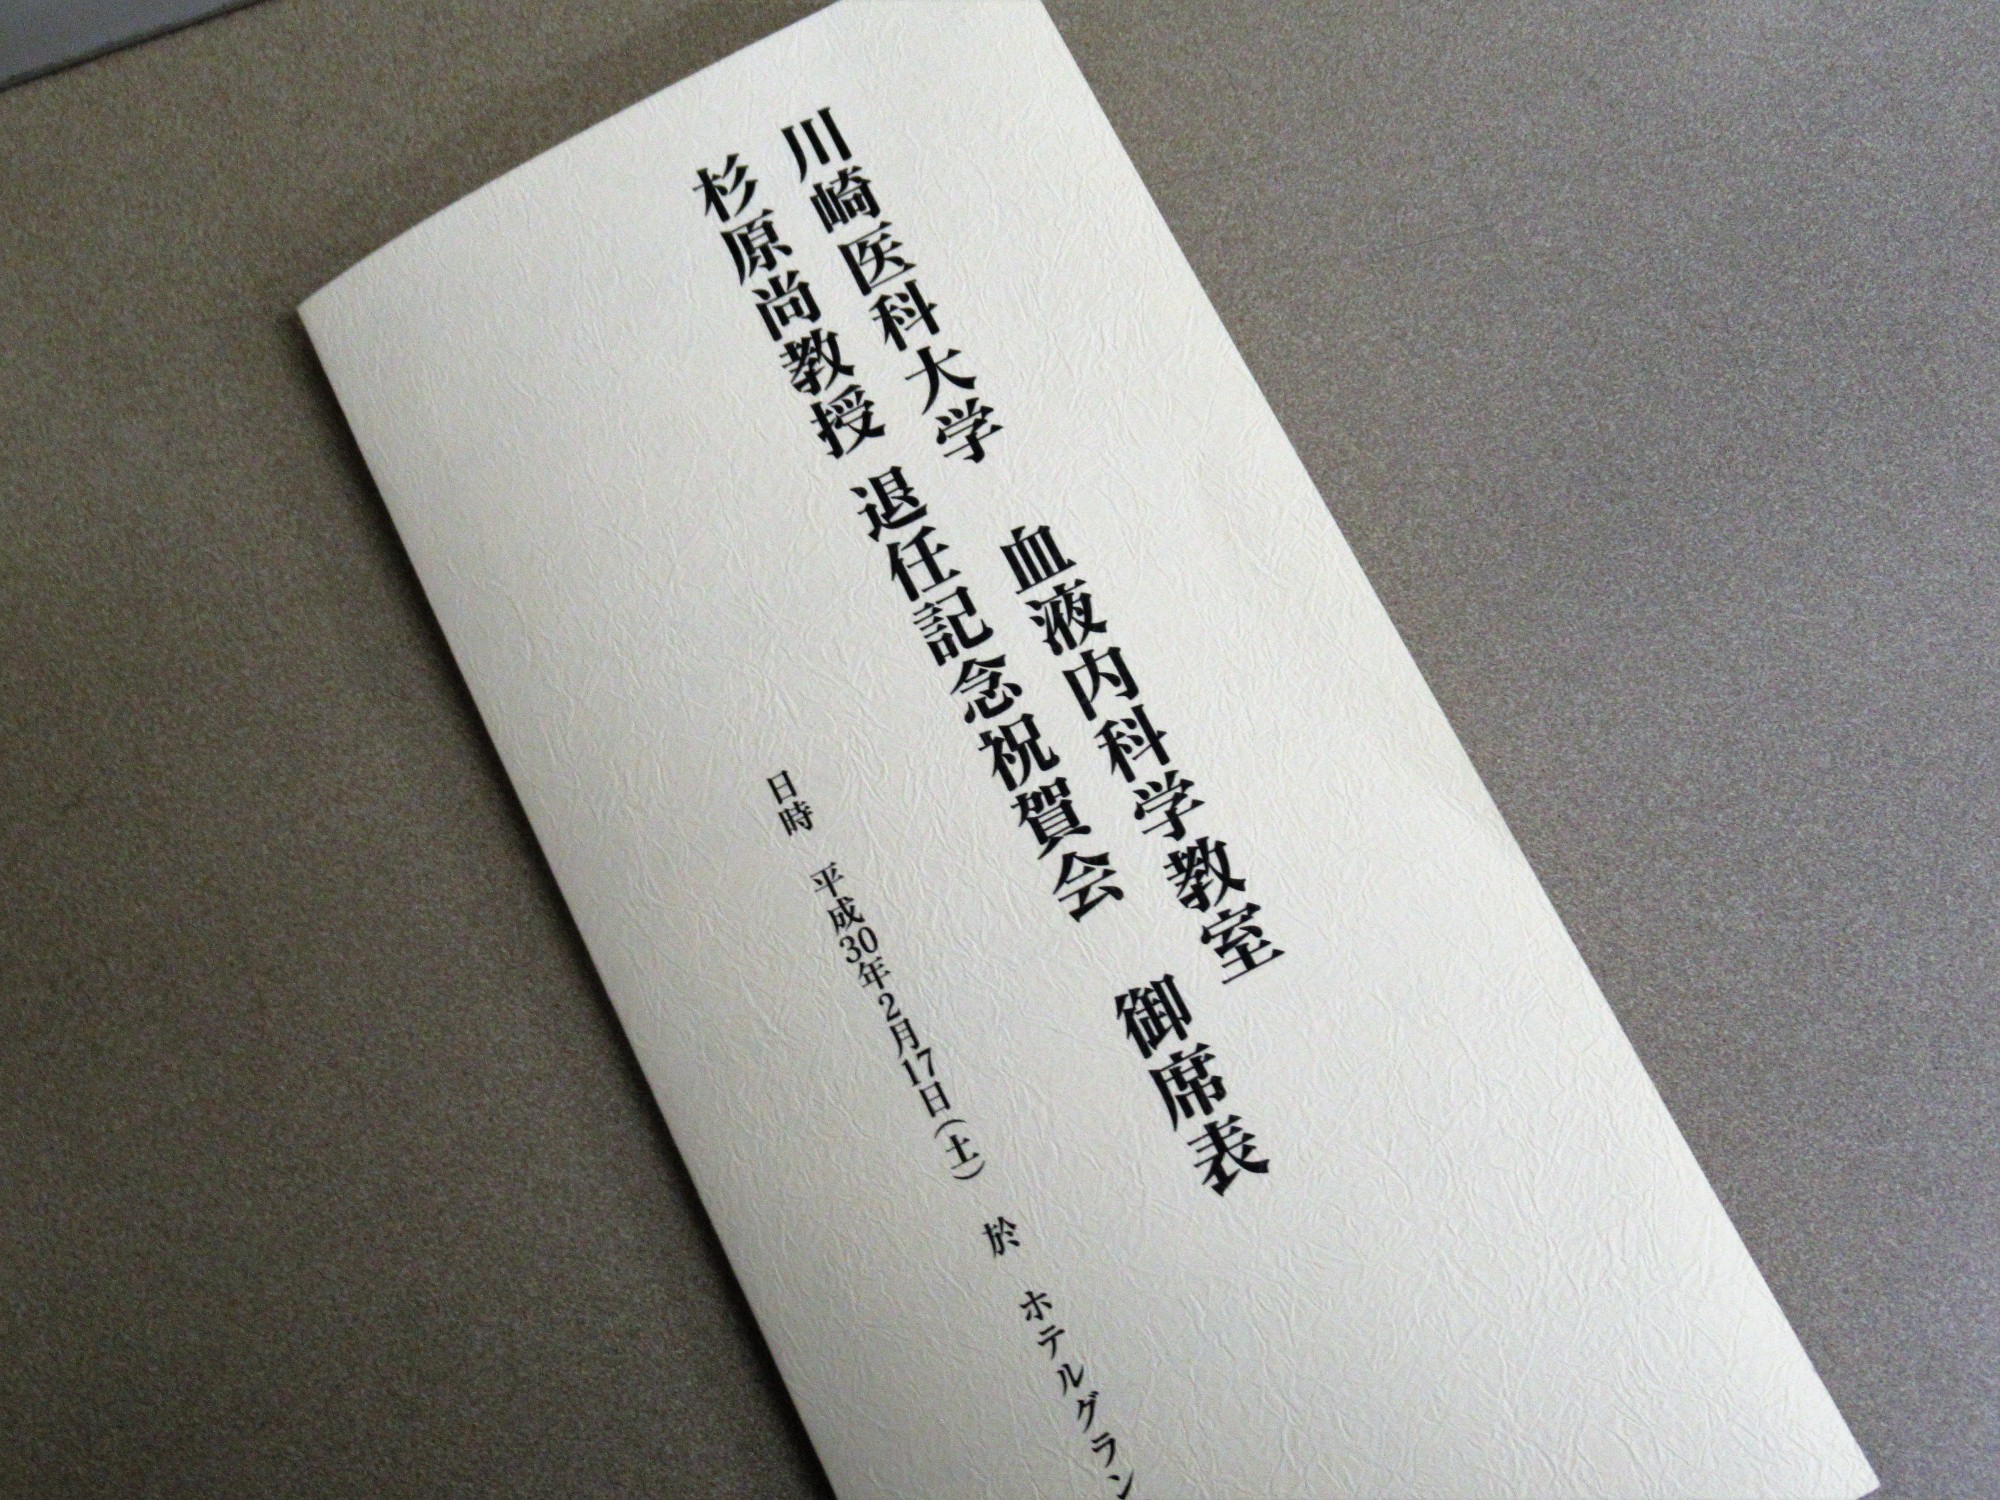 川崎医科大学　血液内科学教室
杉原尚教授 退任記念祝賀会　御席表
日時　平成30年2月17日(土)　於　ホテルグラン